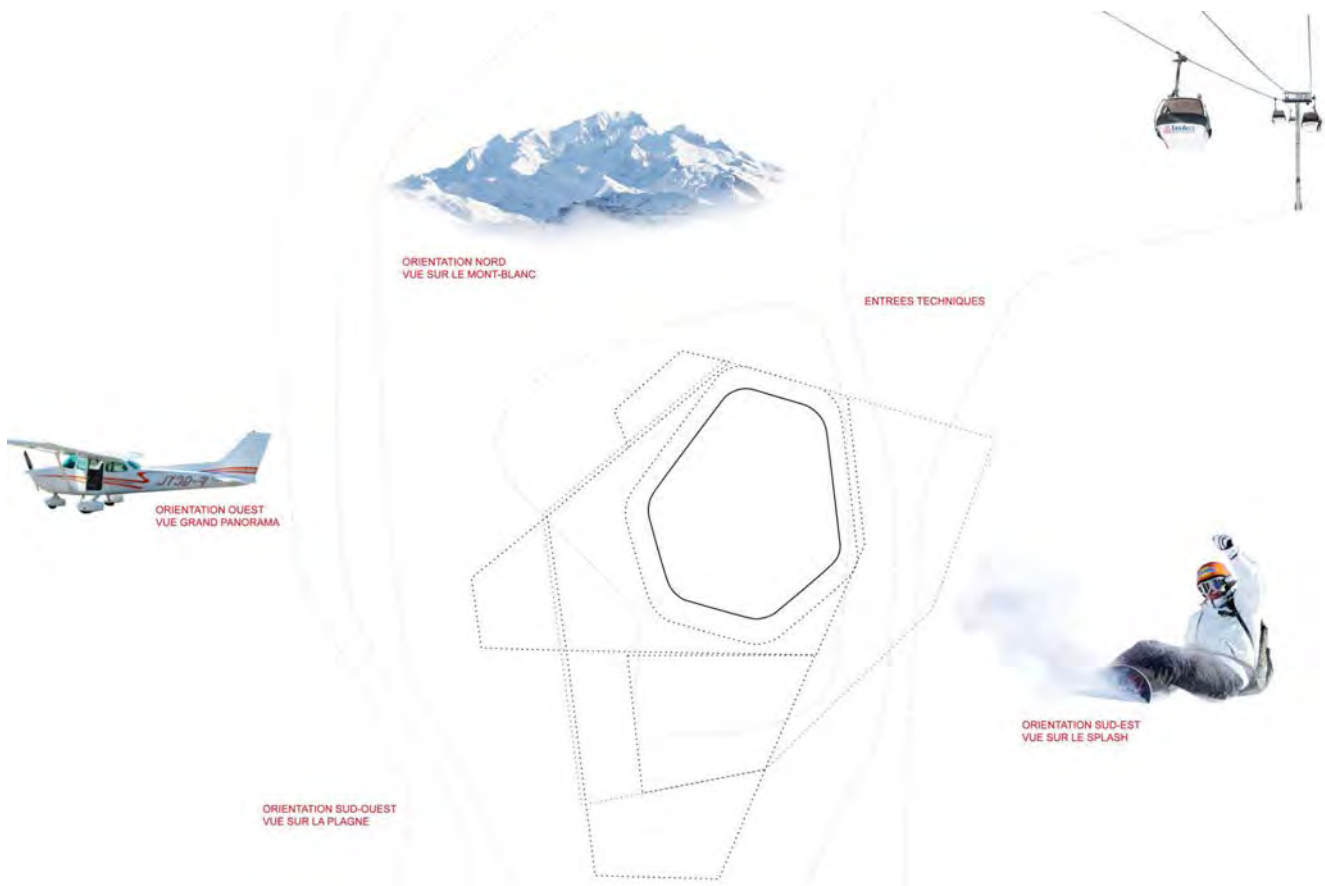 ORIENTATION NORD
VUE SUR LE MONT-BLANC
ENTREES TECHNIQUES
ORIENTATION OUEST
VUE GRAND PANORAMA
ORIENTATION SUD-EST
VUE SUR LE SPLASH
ORIENTATION SUD-OUEST
VUE SUR LA PLAGNE